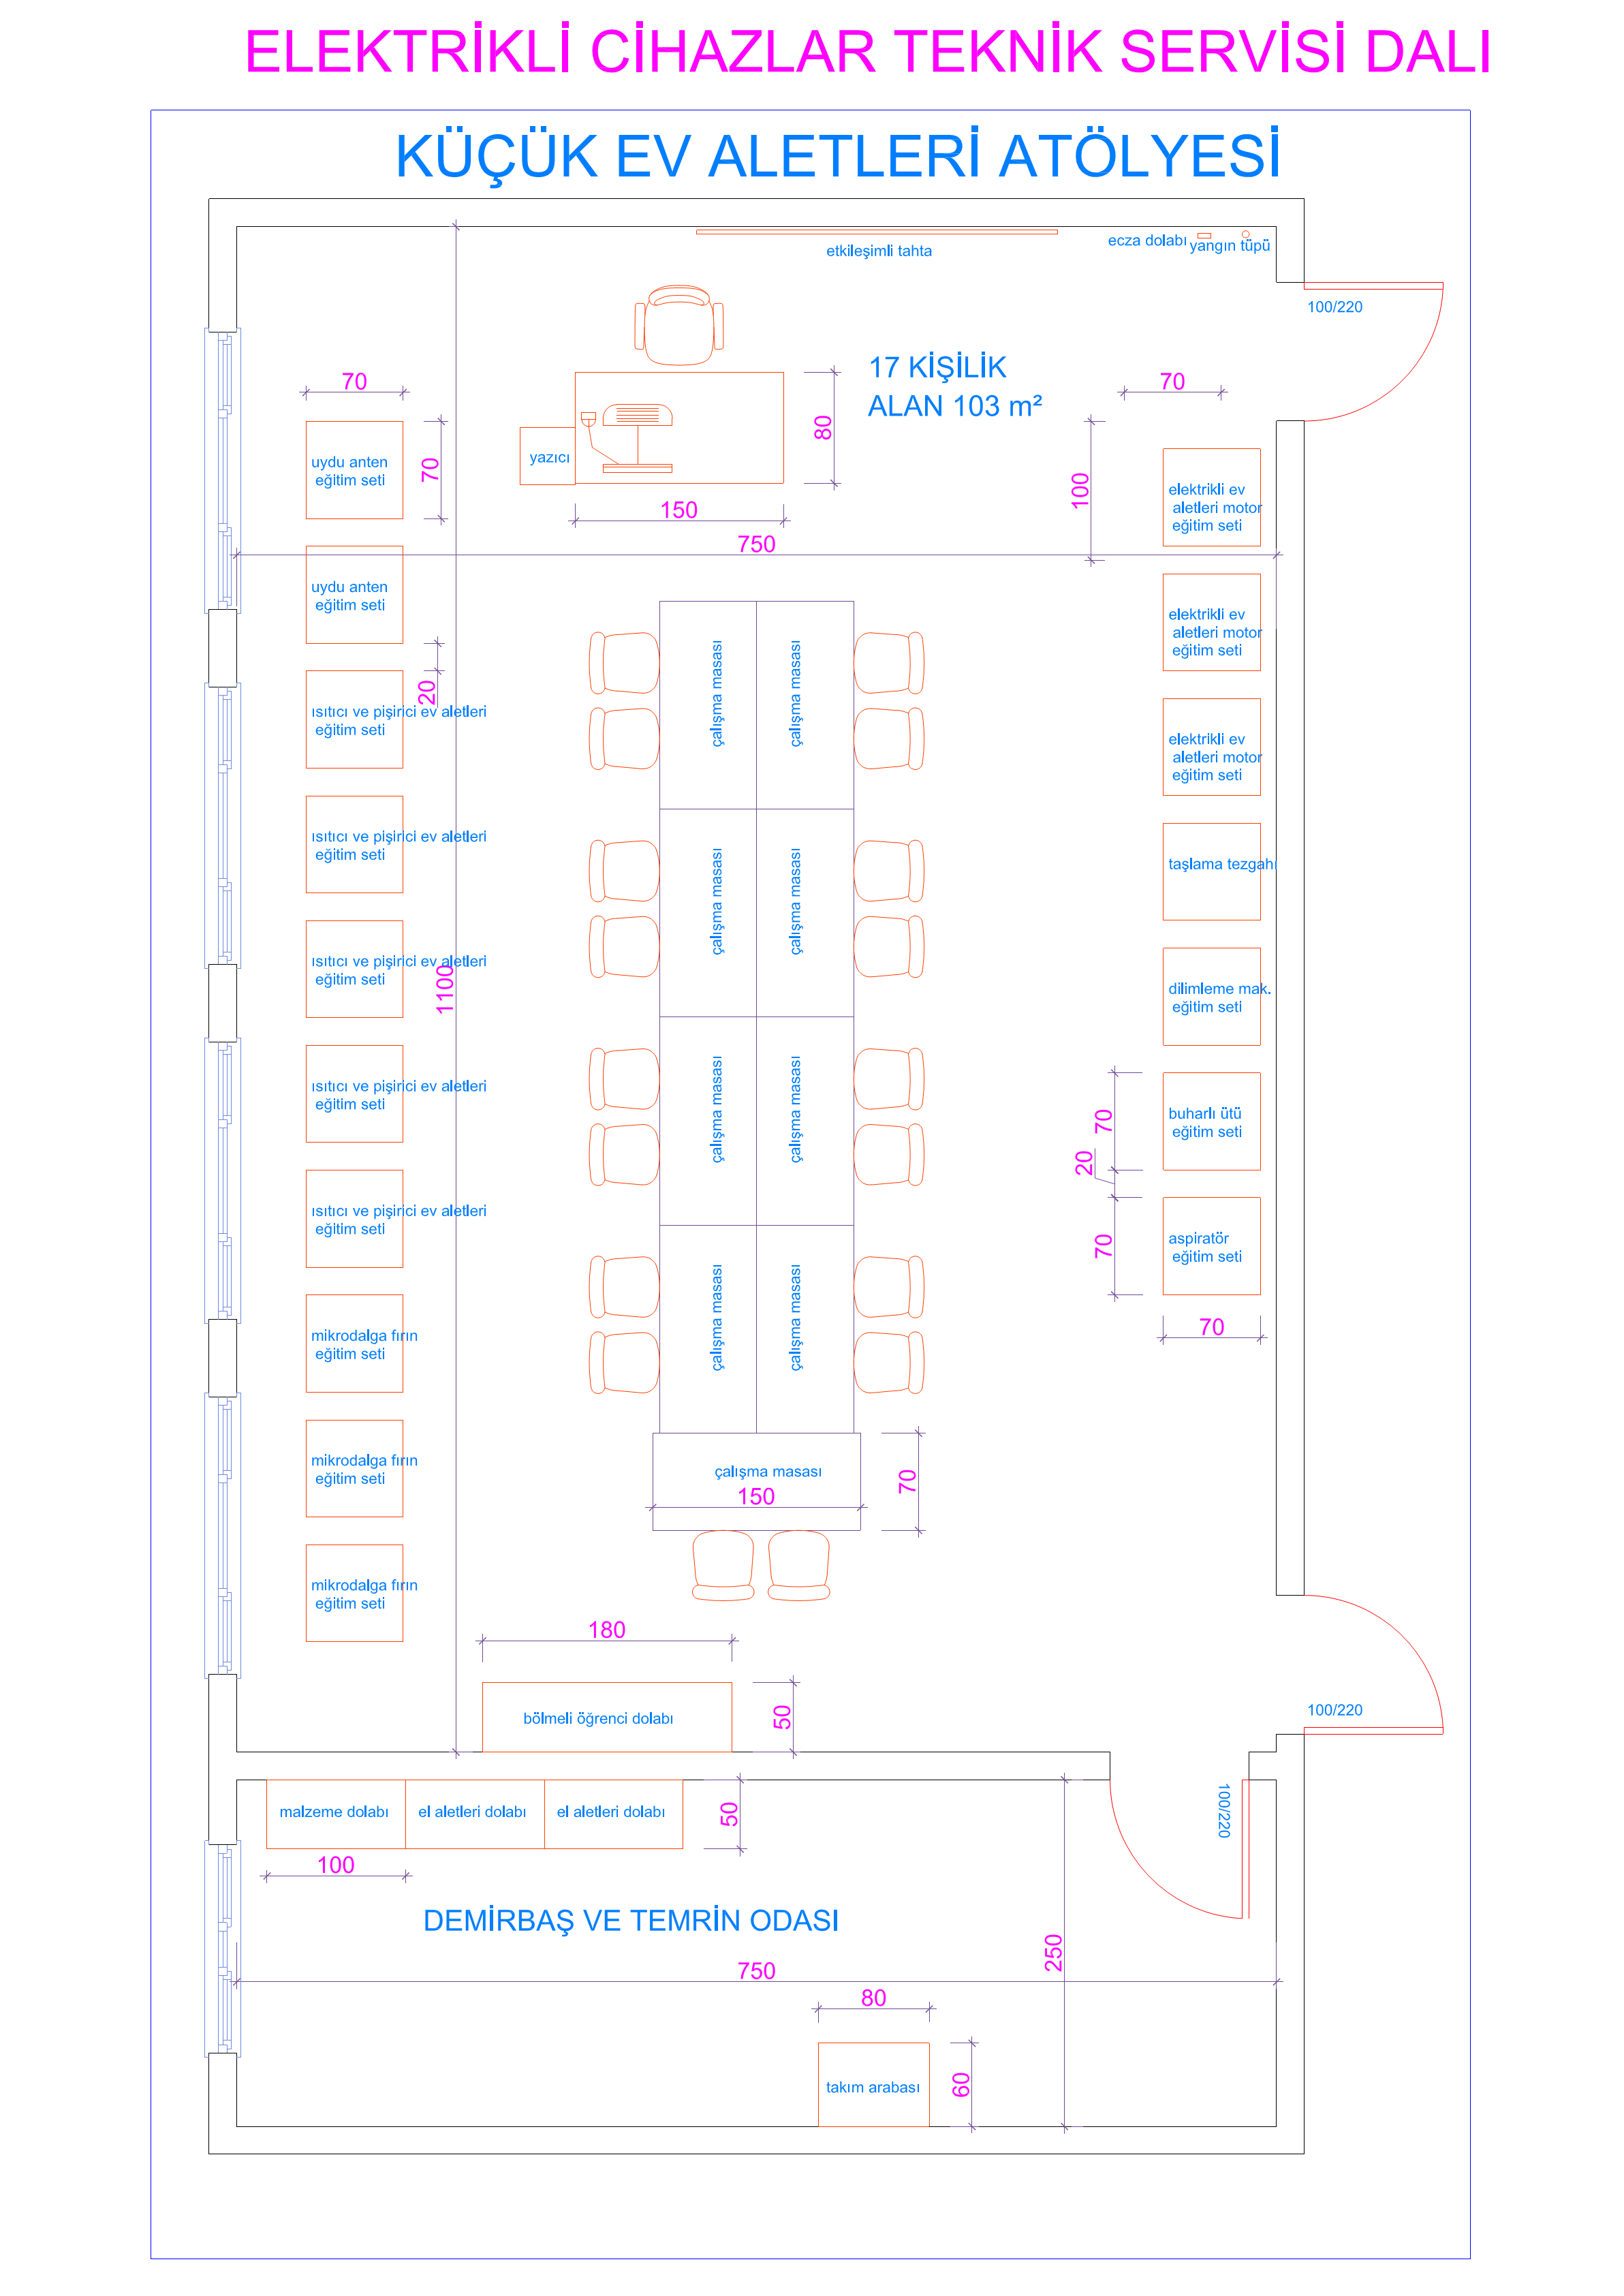 ELEKTRİKLİ CİHAZLAR TEKNİK SERVİSİ DALI
KÜÇÜK EV ALETLERİ ATÖLYESİ
etkileşimli tahta
ecza dolabı
yangın tüpü
100/220
17 KİŞİLİK
ALAN 103 m²
70
70
80
yazıcı
150
70
100
750
uydu anten
eğitim seti
uydu anten
eğitim seti
20
ısıtıcı ve pişirici ev aletleri
eğitim seti
ısıtıcı ve pişirici ev aletleri
eğitim seti
ısıtıcı ve pişirici ev aletleri
eğitim seti
1100
ısıtıcı ve pişirici ev aletleri
eğitim seti
ısıtıcı ve pişirici ev aletleri
eğitim seti
mikrodalga fırın
eğitim seti
mikrodalga fırın
eğitim seti
mikrodalga fırın
eğitim seti
çalışma masası
çalışma masası
çalışma masası
çalışma masası
çalışma masası
çalışma masası
çalışma masası
çalışma masası
çalışma masası
150
70
elektrikli ev
aletleri motor
eğitim seti
elektrikli ev
aletleri motor
eğitim seti
elektrikli ev
aletleri motor
eğitim seti
taşlama tezgahı
dilimleme mak.
eğitim seti
70
buharlı ütü
eğitim seti
20
70
aspiratör
eğitim seti
70
180
bölmeli öğrenci dolabı
50
100/220
malzeme dolabı
el aletleri dolabı
el aletleri dolabı
50
100/220
100
DEMİRBAŞ VE TEMRİN ODASI
250
750
80
takım arabası
60